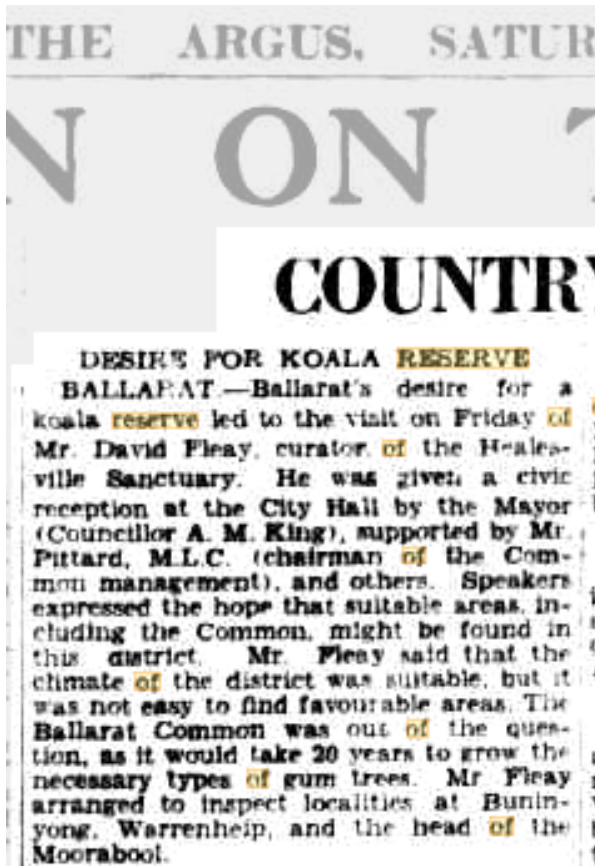 THE ARGUS, SATUR
N ON T
COUNTRY
DESIRE FOR KOALA RESERVE
BALLARAT.—Ballarat's desire for a
koala reserve led to the visit on Friday of
Mr. David Fleay, curator of the Heales-
ville Sanctuary. He was given a civic
reception at the City Hall by the Mayor
(Councillor A. M. King), supported by Mr.
Pittard, M.L.C. (chairman of the Com-
mon management), and others. Speakers
expressed the hope that suitable areas, in-
cluding the Common, might be found in
this district. Mr. Fleay said that the
climate of the district was suitable, but it
was not easy to find favourable areas. The
Ballarat Common was out of the ques-
tion, as it would take 20 years to grow the
necessary types of gum trees. Mr Fleay
arranged to inspect localities at Bunin-
yong, Warrenheip, and the head of the
Moorabool.